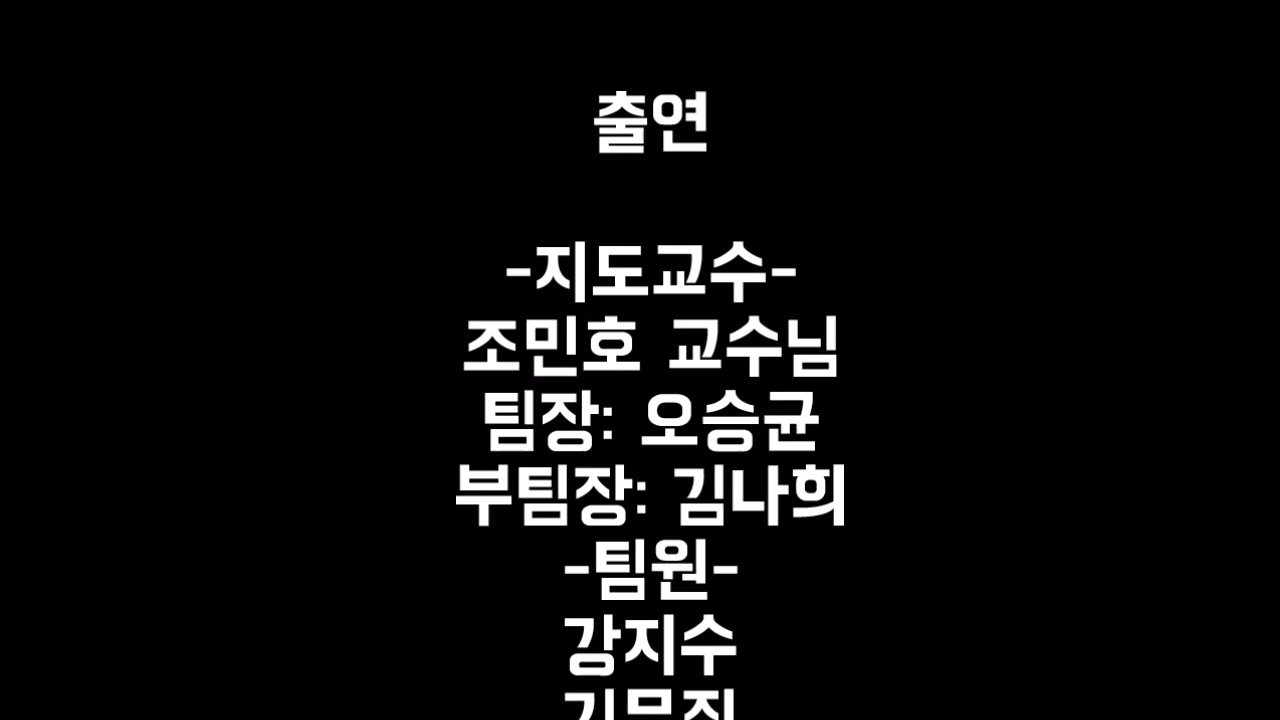 출연
-지도교수-
조민호 교수님
팀장: 오승균
부팀장: 김나희
-팀원-
강지수